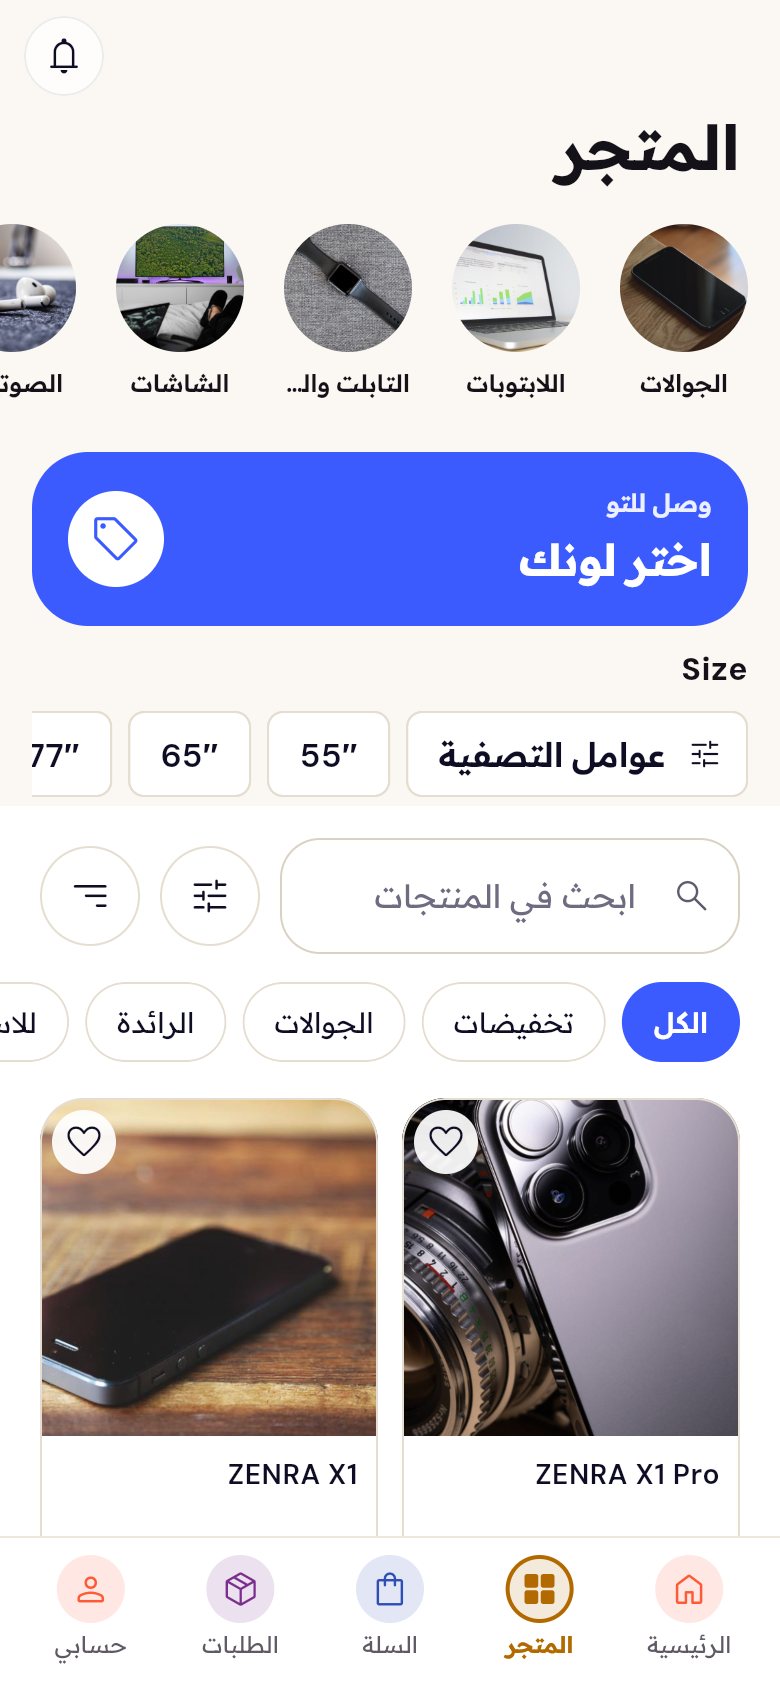 المتجر
الجوالات
اللابتوبات
التابلت وال...
الشاشات
الصوت
وصل للتو
اختر لونك
Size
عوامل التصفية
55″
65″
77″
ابحث في المنتجات
الكل
تخفيضات
الجوالات
الرائدة
ZENRA X1 Pro
ZENRA X1
الرئيسية
المتجر
السلة
الطلبات
حسابي